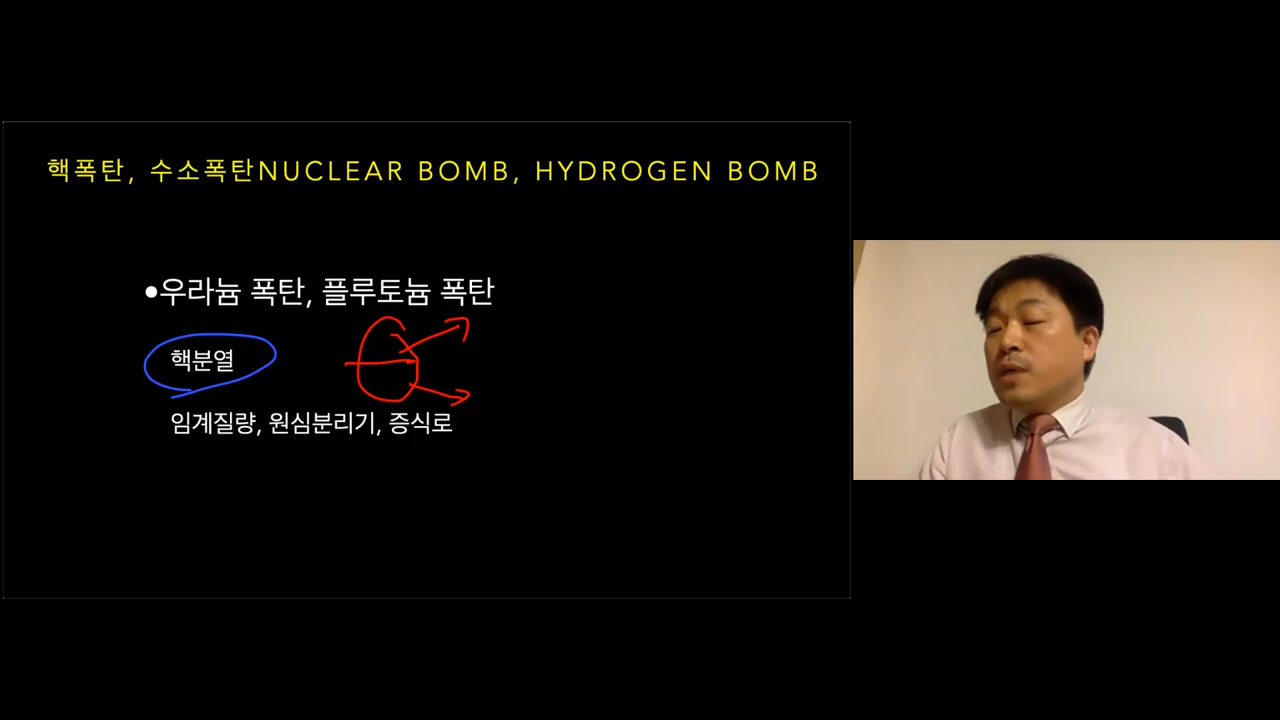 핵폭탄, 수소폭탄NUCLEAR BOMB, HYDROGEN BOMB
•우라늄 폭탄, 플루토늄 폭탄
핵분열
임계질량, 원심분리기, 증식로